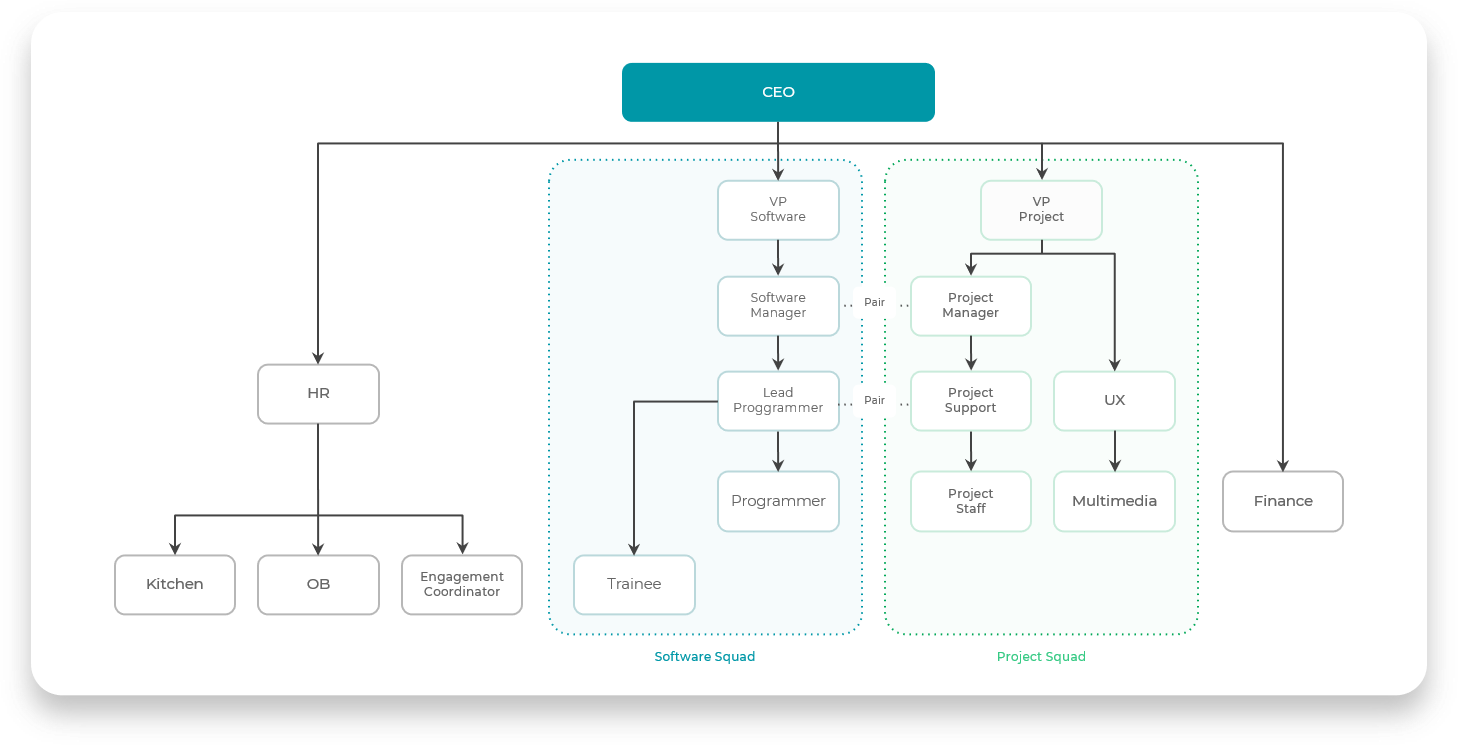 CEO
VP
Software
VP
Project
Software
Manager
Pair
Project
Manager
HR
Lead
Proggrammer
Pair
Project
Support
UX
Programmer
Project
Staff
Multimedia
Finance
Kitchen
OB
Engagement
Coordinator
Trainee
Software Squad
Project Squad